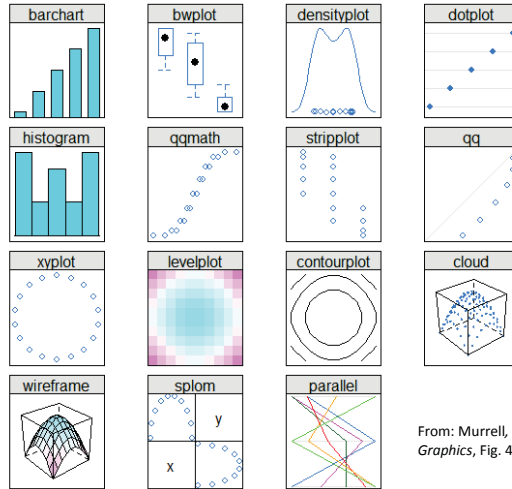 barchart
bwplot
densityplot
dotplot
histogram
qqmath
stripplot
qq
xyplot
levelplot
contourplot
cloud
wireframe
splom
parallel
y
x
From: Murrell,
Graphics, Fig. 4